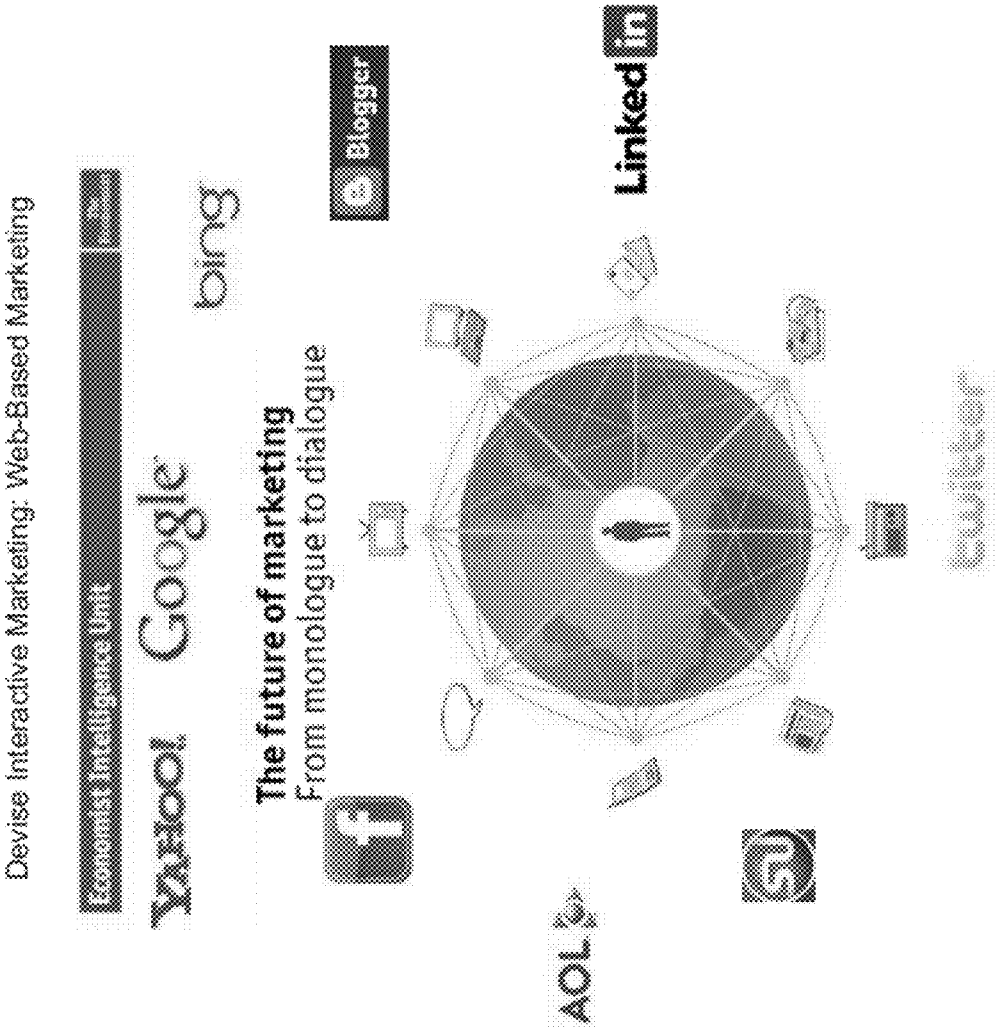 Devise Interactive Marketing: Web-Based Marketing
Economist Intelligence Unit
YAHOO!
Google
bing
The future of marketing
From monologue to dialogue
f
B Blogger
AOL
Linked in
twitter